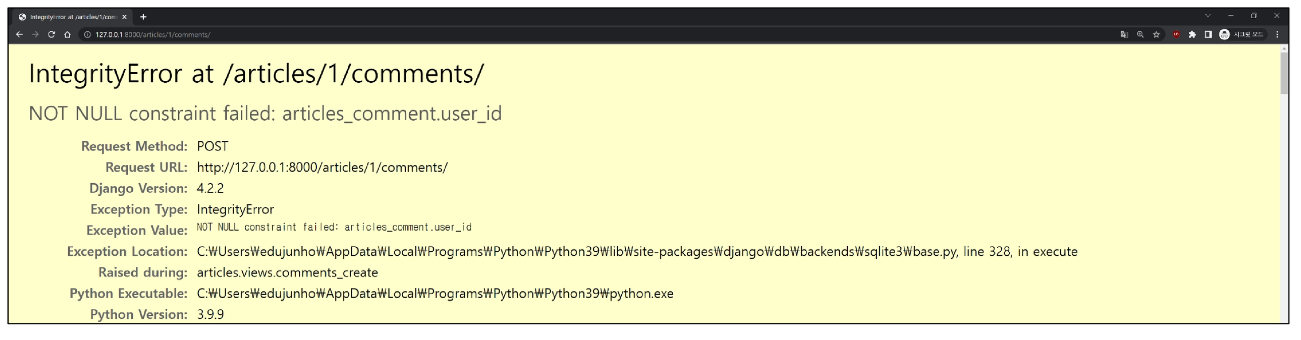 IntegrityError at /articles/1/com
127.0.0.1:8000/articles/1/comments/
시크릿 모드
IntegrityError at /articles/1/comments/
NOT NULL constraint failed: articles_comment.user_id
Request Method: POST
Request URL: http://127.0.0.1:8000/articles/1/comments/
Django Version: 4.2.2
Exception Type: IntegrityError
Exception Value: NOT NULL constraint failed: articles_comment.user_id
Exception Location: C:₩Users₩edujunho₩AppData₩Local₩Programs₩Python₩Python39₩lib₩site-packages₩django₩db₩backends₩sqlite3₩base.py, line 328, in execute
Raised during: articles.views.comments_create
Python Executable: C:₩Users₩edujunho₩AppData₩Local₩Programs₩Python₩Python39₩python.exe
Python Version: 3.9.9